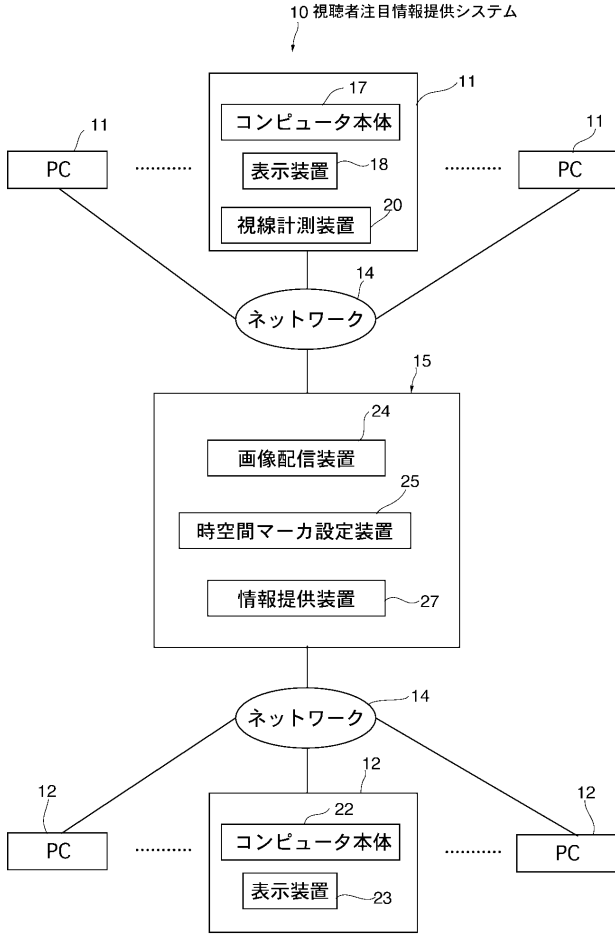 10 視聴者注目情報提供システム
17
11
コンピュータ本体
11
PC
表示装置
18
11
PC
視線計測装置
20
14
ネットワーク
15
24
画像配信装置
25
時空間マーカ設定装置
情報提供装置
27
14
ネットワーク
12
12
PC
22
コンピュータ本体
12
PC
表示装置
23